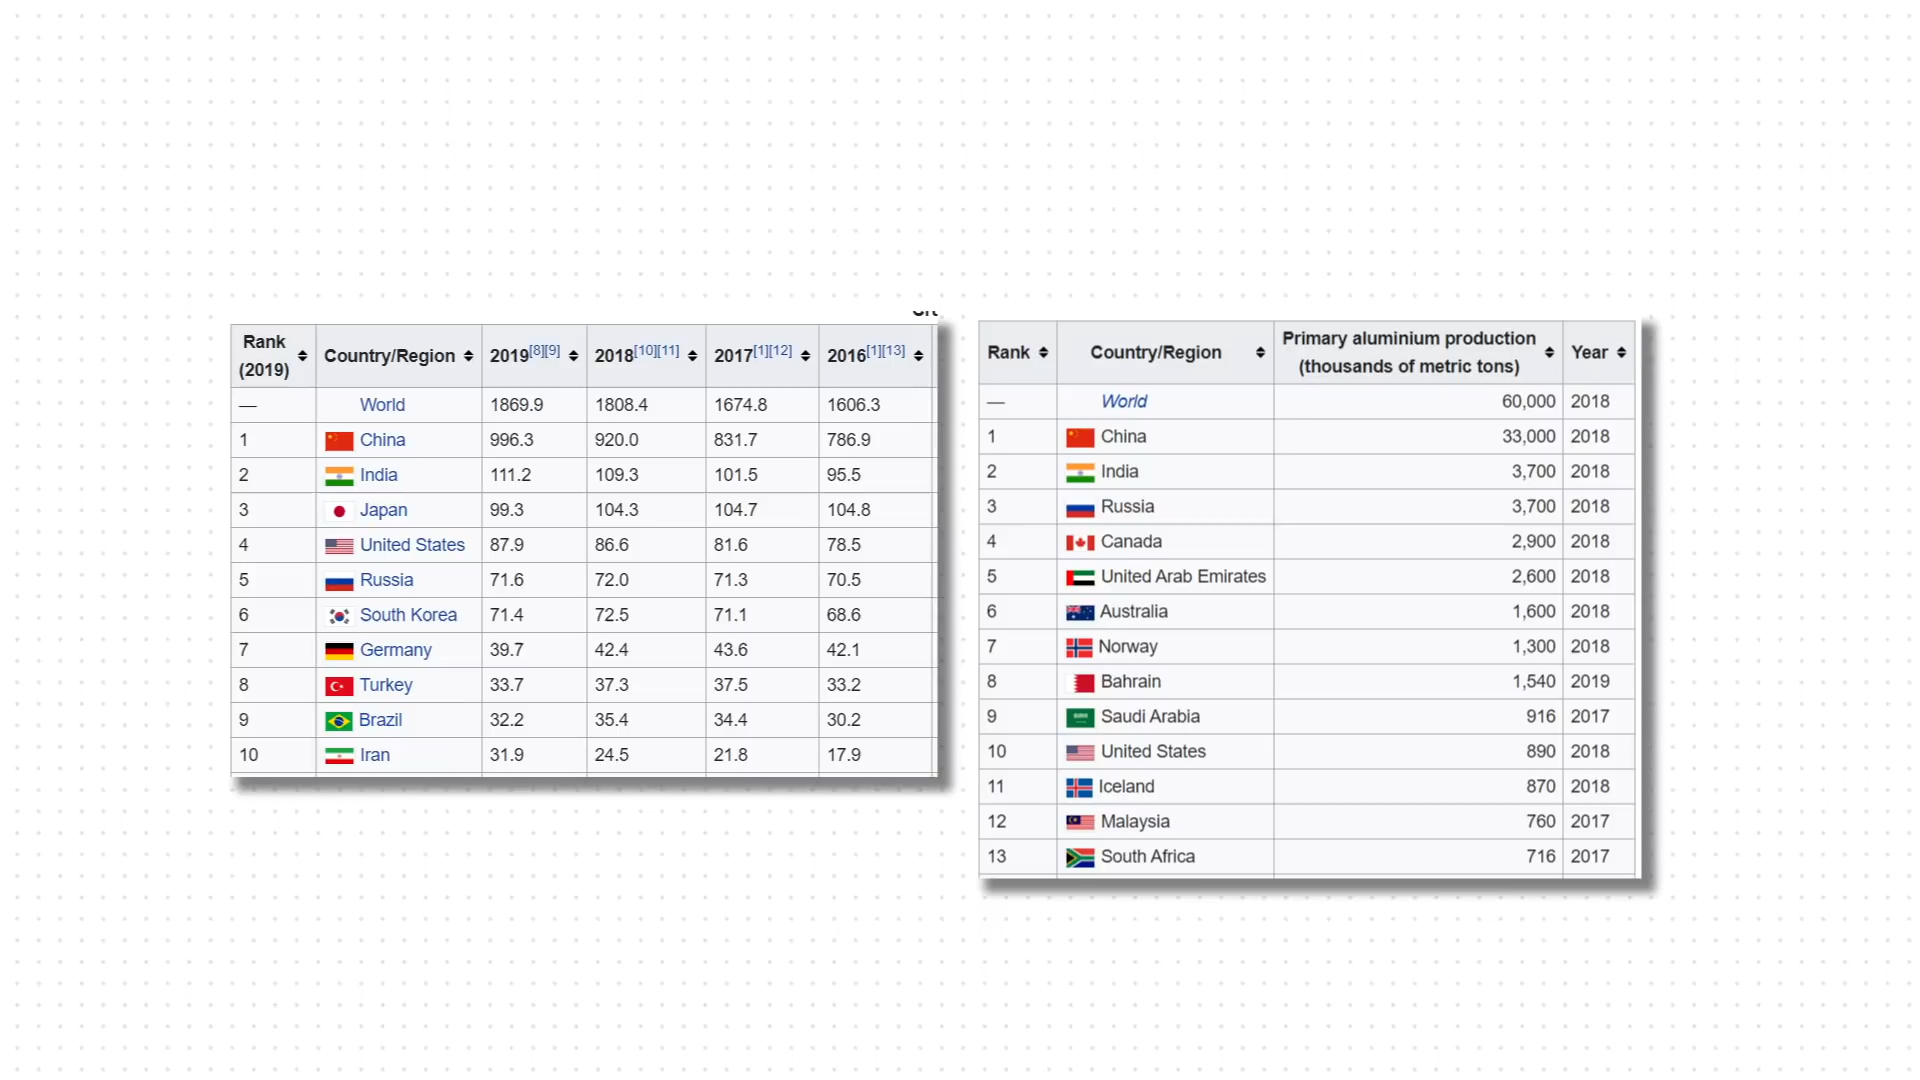 Rank (2019) Country/Region 2019[8][9] 2018[10][11] 2017[1][12] 2016[1][13]
— World 1869.9 1808.4 1674.8 1606.3
1 China 996.3 920.0 831.7 786.9
2 India 111.2 109.3 101.5 95.5
3 Japan 99.3 104.3 104.7 104.8
4 United States 87.9 86.6 81.6 78.5
5 Russia 71.6 72.0 71.3 70.5
6 South Korea 71.4 72.5 71.1 68.6
7 Germany 39.7 42.4 43.6 42.1
8 Turkey 33.7 37.3 37.5 33.2
9 Brazil 32.2 35.4 34.4 30.2
10 Iran 31.9 24.5 21.8 17.9
Rank Country/Region Primary aluminium production (thousands of metric tons) Year
— World 60,000 2018
1 China 33,000 2018
2 India 3,700 2018
3 Russia 3,700 2018
4 Canada 2,900 2018
5 United Arab Emirates 2,600 2018
6 Australia 1,600 2018
7 Norway 1,300 2018
8 Bahrain 1,540 2019
9 Saudi Arabia 916 2017
10 United States 890 2018
11 Iceland 870 2018
12 Malaysia 760 2017
13 South Africa 716 2017